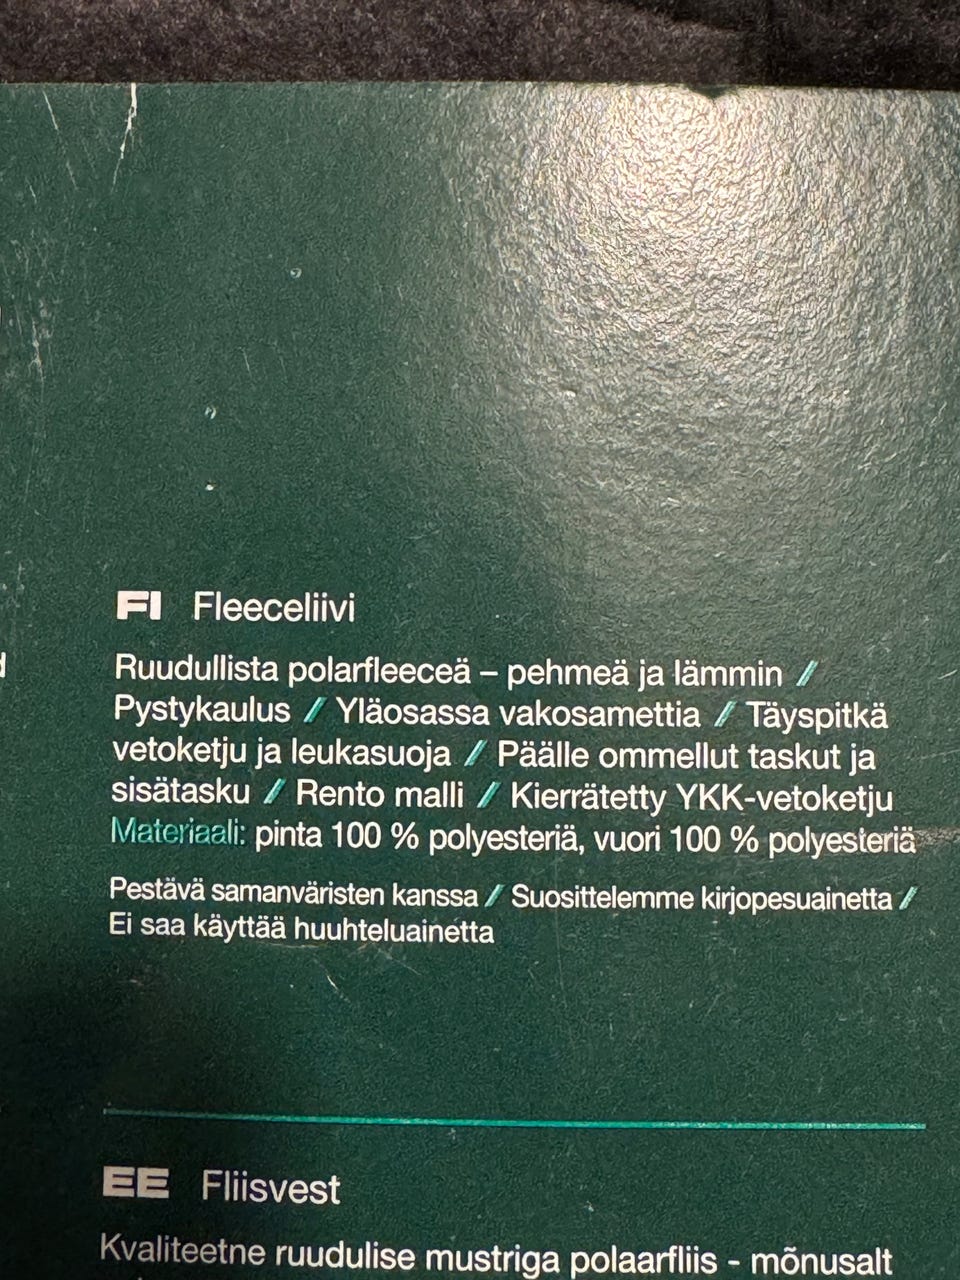 FI Fleeceliivi
Ruudullista polarfleeceä – pehmeä ja lämmin /
Pystykaulus / Yläosassa vakosamettia / Täyspitkä
vetoketju ja leukasuoja / Päälle ommellut taskut ja
sisätasku / Rento malli / Kierrätetty YKK-vetoketju
Materiaali: pinta 100 % polyesteriä, vuori 100 % polyesteriä
Pestävä samanväristen kanssa / Suosittelemme kirjopesuainetta /
Ei saa käyttää huuhteluainetta
EE Fliisvest
Kvaliteetne ruudulise mustriga polaarfliis - mõnusalt